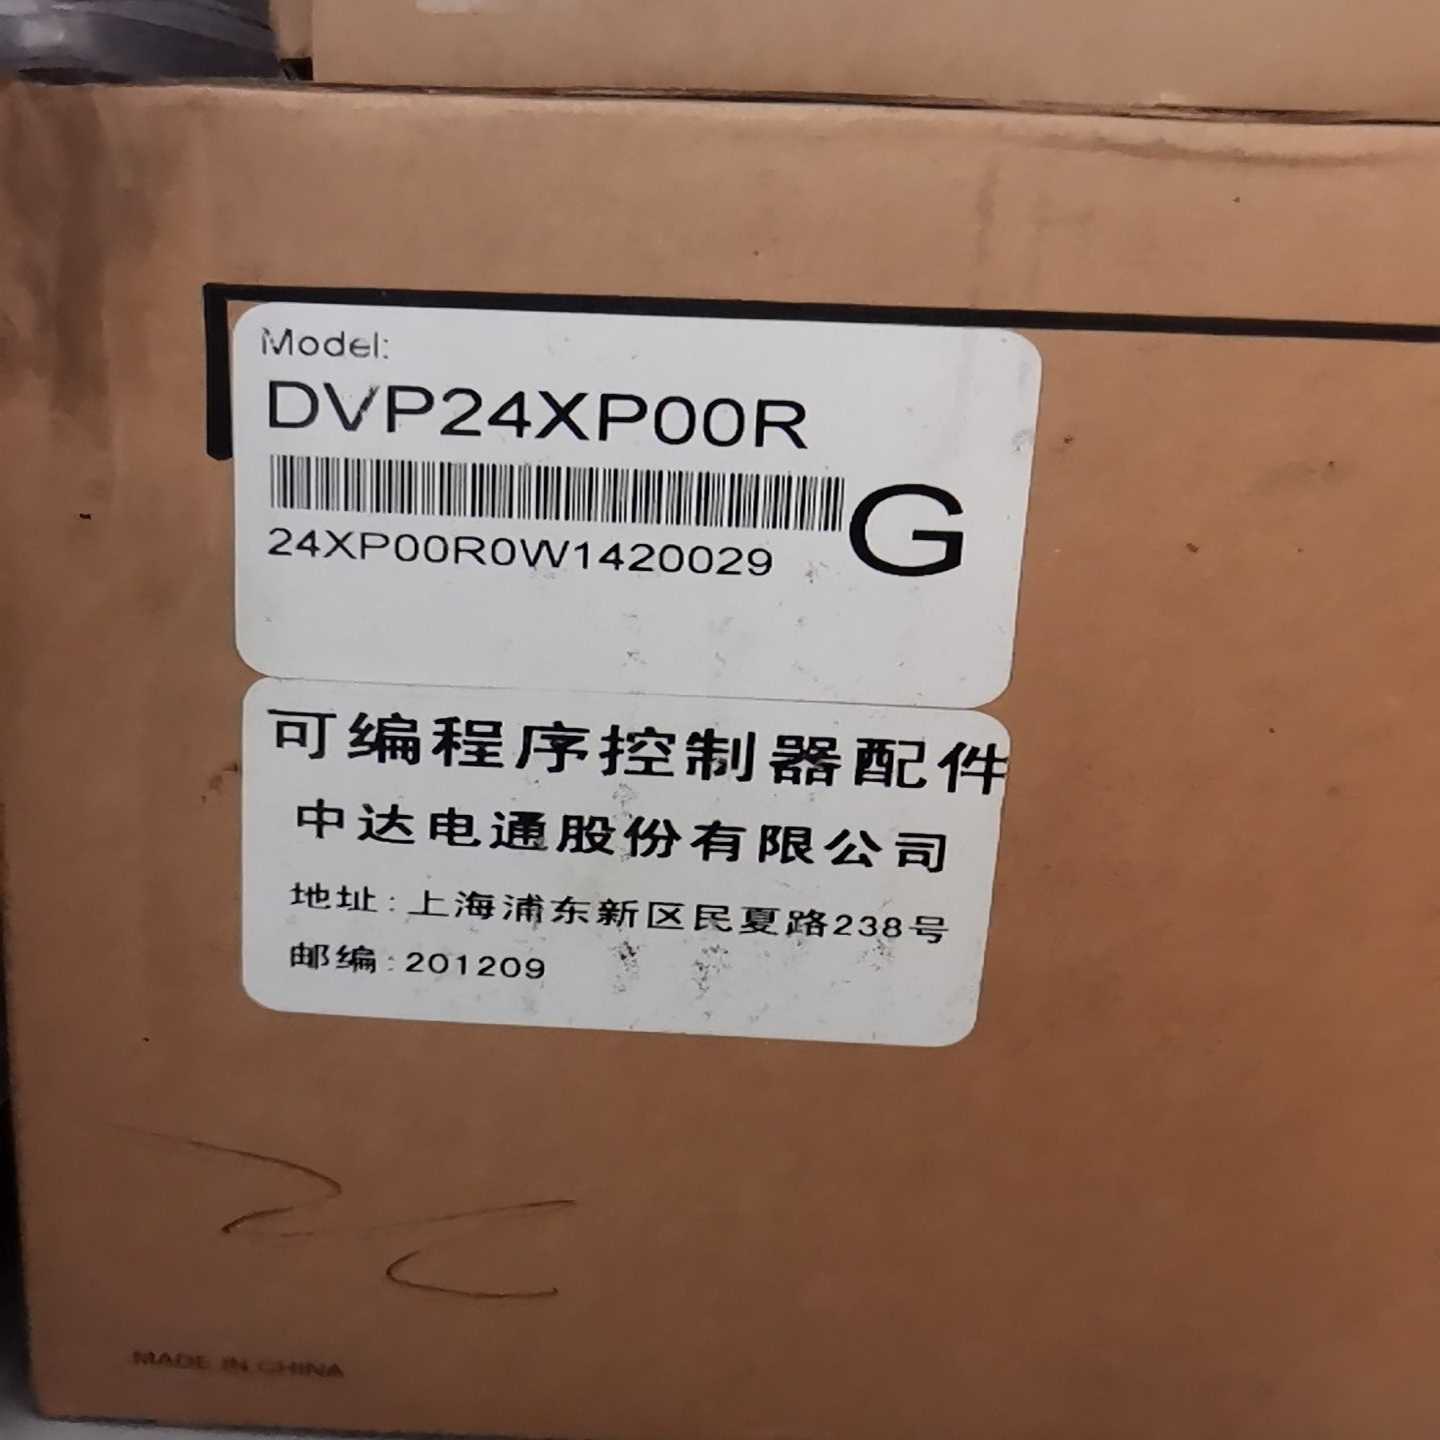 Model:
DVP24XP00R
24XP00R0W1420029
G
可编程序控制器配件
中达电通股份有限公司
地址:上海浦东新区民夏路238号
邮编:201209
MADE IN CHINA